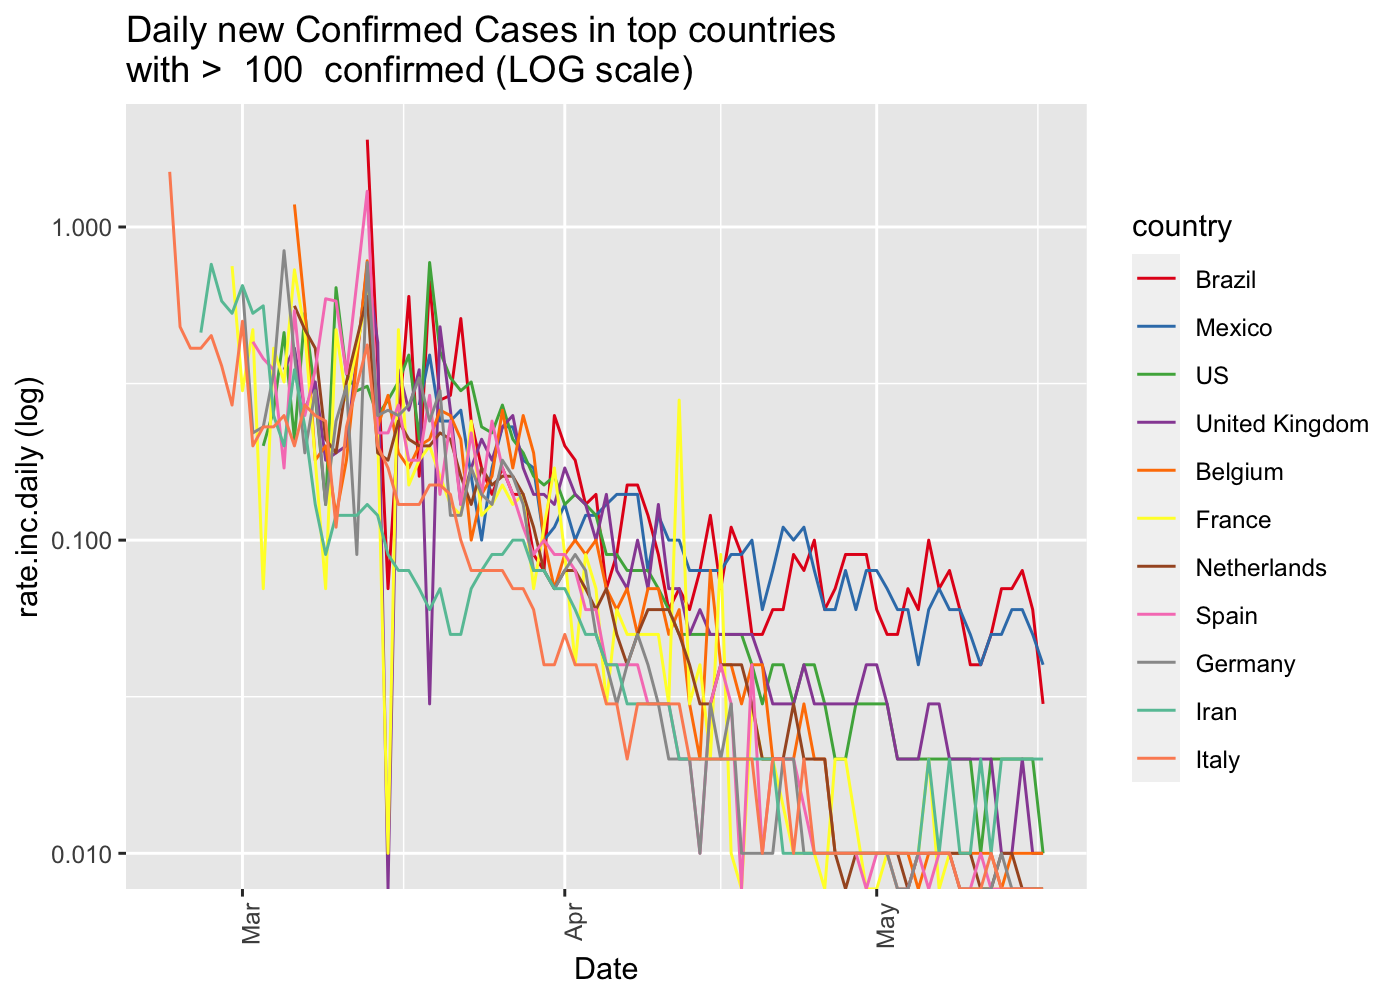 Daily new Confirmed Cases in top countries
with >  100  confirmed (LOG scale)
rate.inc.daily (log)
1.000
0.100
0.010
Mar
Apr
May
Date
country
Brazil
Mexico
US
United Kingdom
Belgium
France
Netherlands
Spain
Germany
Iran
Italy